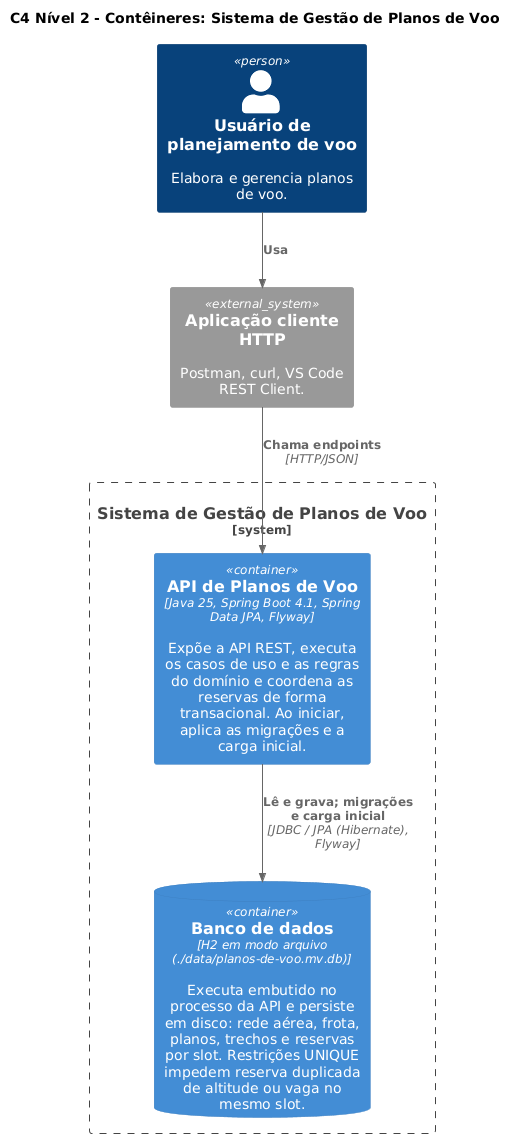 C4 Nível 2 - Contêineres: Sistema de Gestão de Planos de Voo
«person»
Usuário de
planejamento de voo
Elabora e gerencia planos
de voo.
Usa
«external_system»
Aplicação cliente
HTTP
Postman, curl, VS Code
REST Client.
Chama endpoints
[HTTP/JSON]
Sistema de Gestão de Planos de Voo
[system]
«container»
API de Planos de Voo
[Java 25, Spring Boot 4.1, Spring
Data JPA, Flyway]
Expõe a API REST, executa
os casos de uso e as regras
do domínio e coordena as
reservas de forma
transacional. Ao iniciar,
aplica as migrações e a
carga inicial.
Lê e grava; migrações
e carga inicial
[JDBC / JPA (Hibernate),
Flyway]
«container»
Banco de dados
[H2 em modo arquivo
(./data/planos-de-voo.mv.db)]
Executa embutido no
processo da API e persiste
em disco: rede aérea, frota,
planos, trechos e reservas
por slot. Restrições UNIQUE
impedem reserva duplicada
de altitude ou vaga no
mesmo slot.